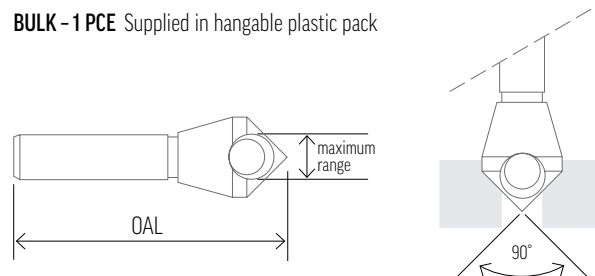 BULK - 1 PCE Supplied in hangable plastic pack
maximum
range
OAL
90°